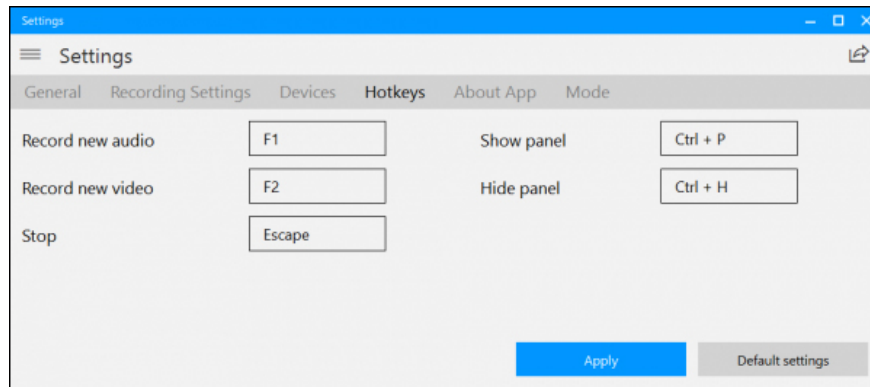 Settings
Settings
General Recording Settings Devices Hotkeys About App Mode
Record new audio F1 Show panel Ctrl + P
Record new video F2 Hide panel Ctrl + H
Stop Escape
Apply Default settings